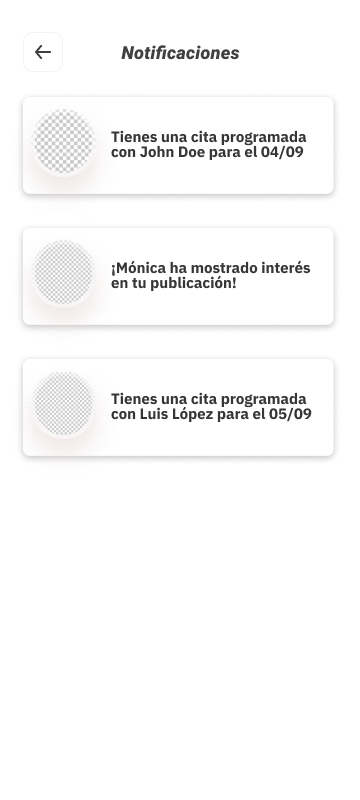 Notificaciones
Tienes una cita programada
con John Doe para el 04/09
¡Mónica ha mostrado interés
en tu publicación!
Tienes una cita programada
con Luis López para el 05/09